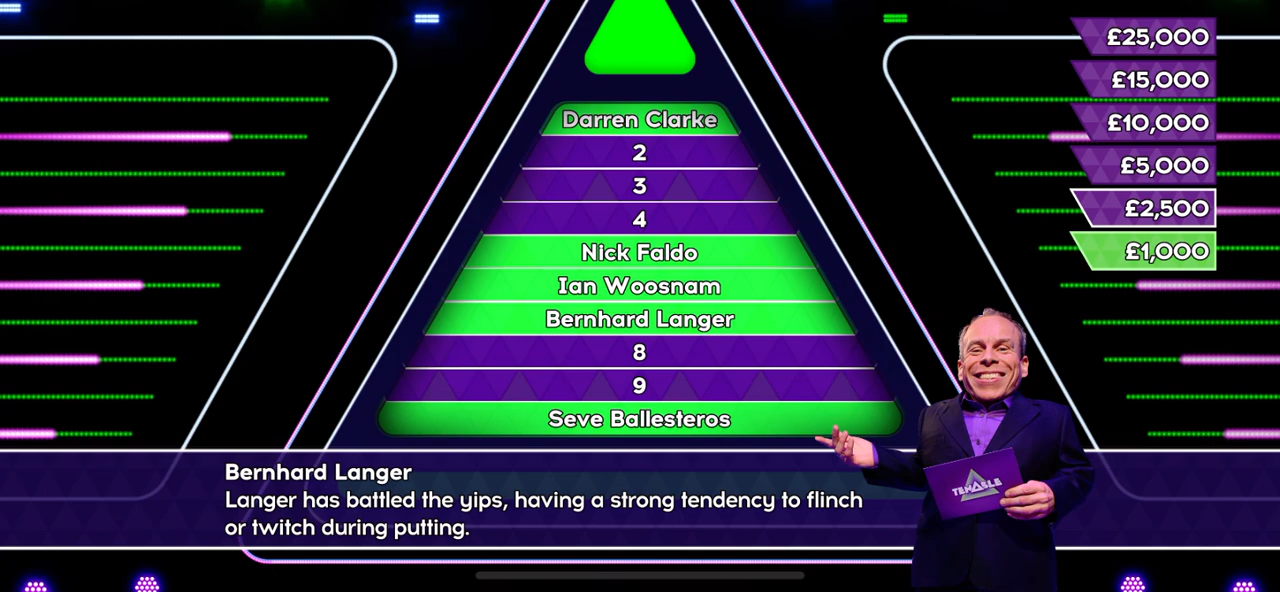 £25,000
£15,000
£10,000
£5,000
£2,500
£1,000
Darren Clarke
2
3
4
Nick Faldo
Ian Woosnam
Bernhard Langer
8
9
Seve Ballesteros
Bernhard Langer
Langer has battled the yips, having a strong tendency to flinch
or twitch during putting.
TENABLE